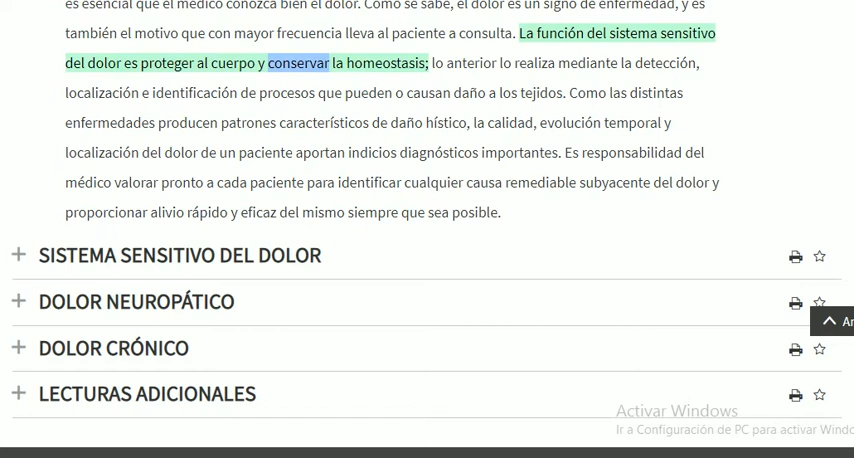 es esencial que el médico conozca bien el dolor. Como se sabe, el dolor es un signo de enfermedad, y es
también el motivo que con mayor frecuencia lleva al paciente a consulta. La función del sistema sensitivo
del dolor es proteger al cuerpo y conservar la homeostasis; lo anterior lo realiza mediante la detección,
localización e identificación de procesos que pueden o causan daño a los tejidos. Como las distintas
enfermedades producen patrones característicos de daño hístico, la calidad, evolución temporal y
localización del dolor de un paciente aportan indicios diagnósticos importantes. Es responsabilidad del
médico valorar pronto a cada paciente para identificar cualquier causa remediable subyacente del dolor y
proporcionar alivio rápido y eficaz del mismo siempre que sea posible.
SISTEMA SENSITIVO DEL DOLOR
DOLOR NEUROPÁTICO
Ar
DOLOR CRÓNICO
LECTURAS ADICIONALES
Activar Windows
Ir a Configuración de PC para activar Windo